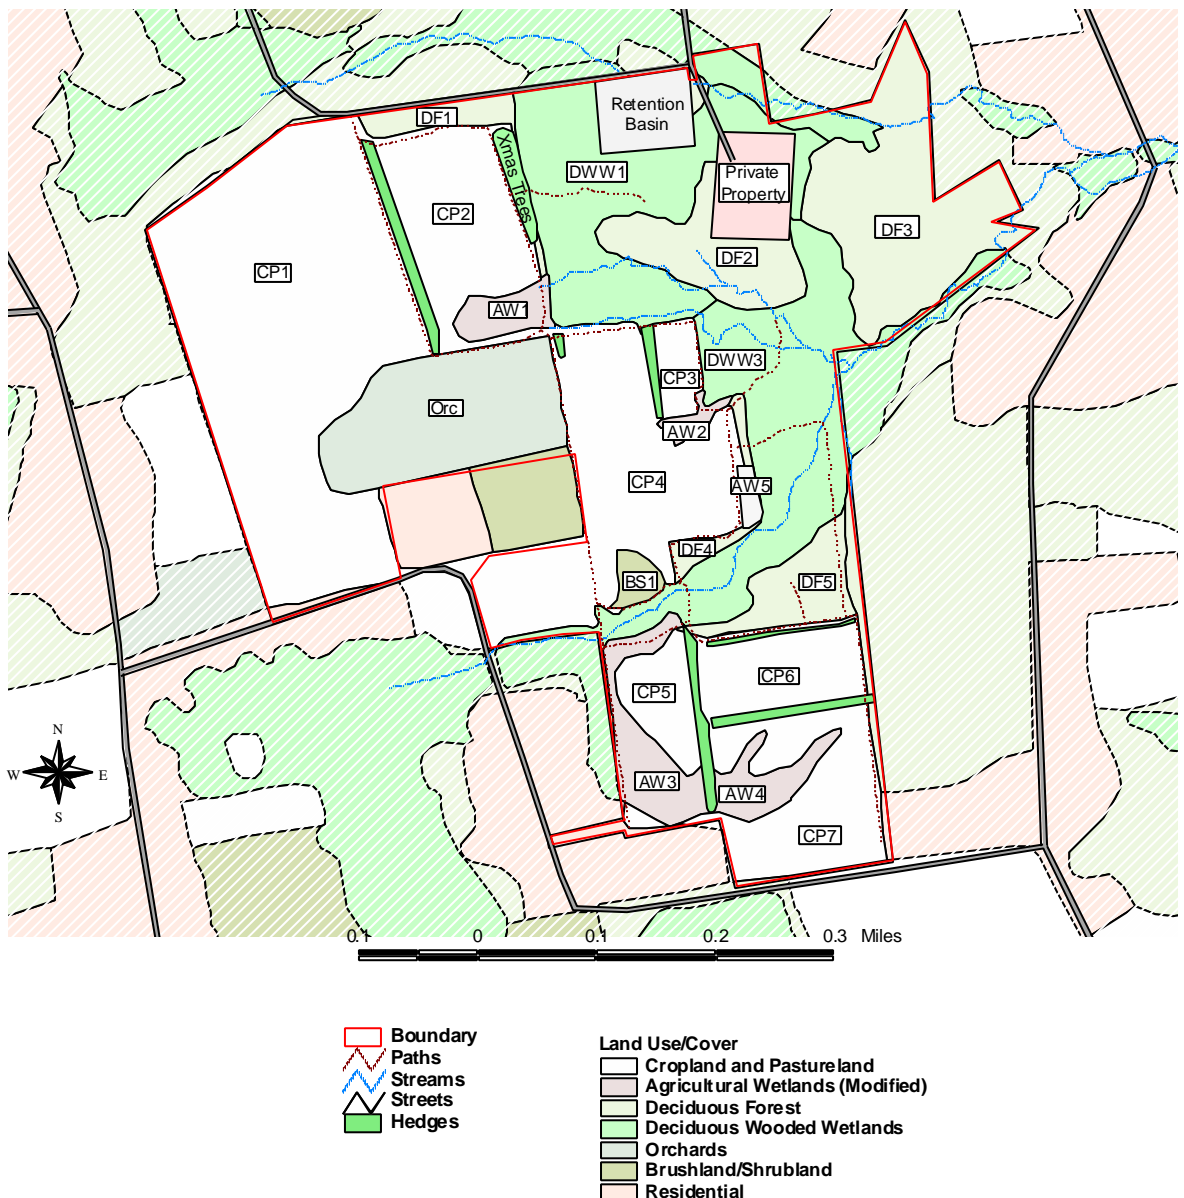 Retention
Basin
DF1
Xmas Trees
DWW1
Private
Property
CP2
DF3
DF2
CP1
AW1
DWW3
CP3
Orc
AW2
CP4
AW5
DF4
BS1
DF5
CP6
CP5
N
W
E
S
AW3
AW4
CP7
0.1
0
0.1
0.2
0.3 Miles
Boundary
Paths
Streams
Streets
Hedges
Land Use/Cover
Cropland and Pastureland
Agricultural Wetlands (Modified)
Deciduous Forest
Deciduous Wooded Wetlands
Orchards
Brushland/Shrubland
Residential